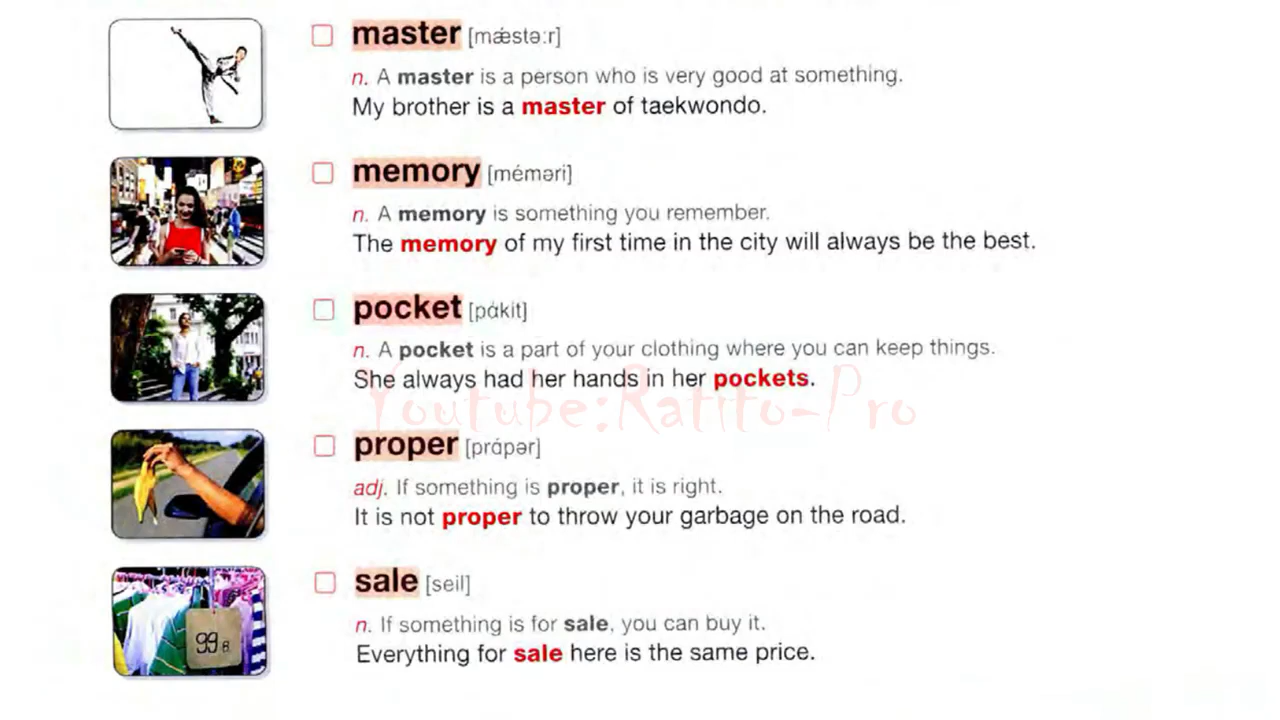 master [mǽstəːr]
n. A master is a person who is very good at something.
My brother is a master of taekwondo.
memory [méməri]
n. A memory is something you remember.
The memory of my first time in the city will always be the best.
pocket [pάkit]
n. A pocket is a part of your clothing where you can keep things.
She always had her hands in her pockets.
Youtube:Ratito-Pro
proper [prάpər]
adj. If something is proper, it is right.
It is not proper to throw your garbage on the road.
sale [seil]
n. If something is for sale, you can buy it.
99 B
Everything for sale here is the same price.